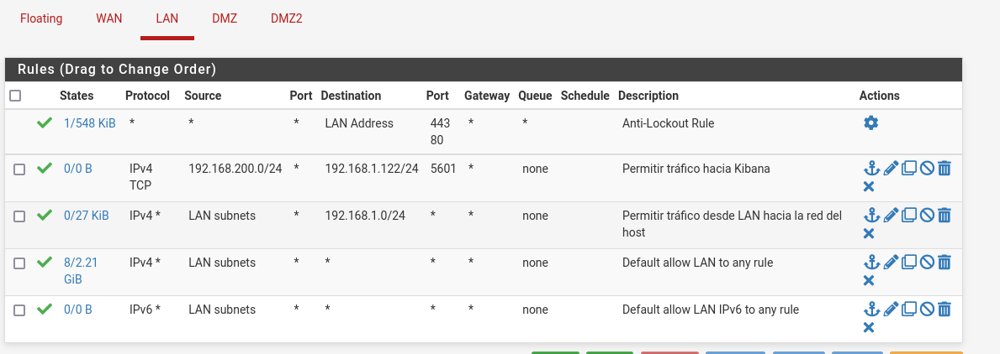 Floating WAN LAN DMZ DMZ2
Rules (Drag to Change Order)
States Protocol Source Port Destination Port Gateway Queue Schedule Description Actions
1/548 KiB * * * LAN Address 443 * * Anti-Lockout Rule
80
0/0 B IPv4 192.168.200.0/24 * 192.168.1.122/24 5601 * none Permitir tráfico hacia Kibana
TCP
0/27 KiB IPv4 * LAN subnets * 192.168.1.0/24 * * none Permitir tráfico desde LAN hacia la red del
host
8/2.21 IPv4 * LAN subnets * * * * none Default allow LAN to any rule
GiB
0/0 B IPv6 * LAN subnets * * * * none Default allow LAN IPv6 to any rule